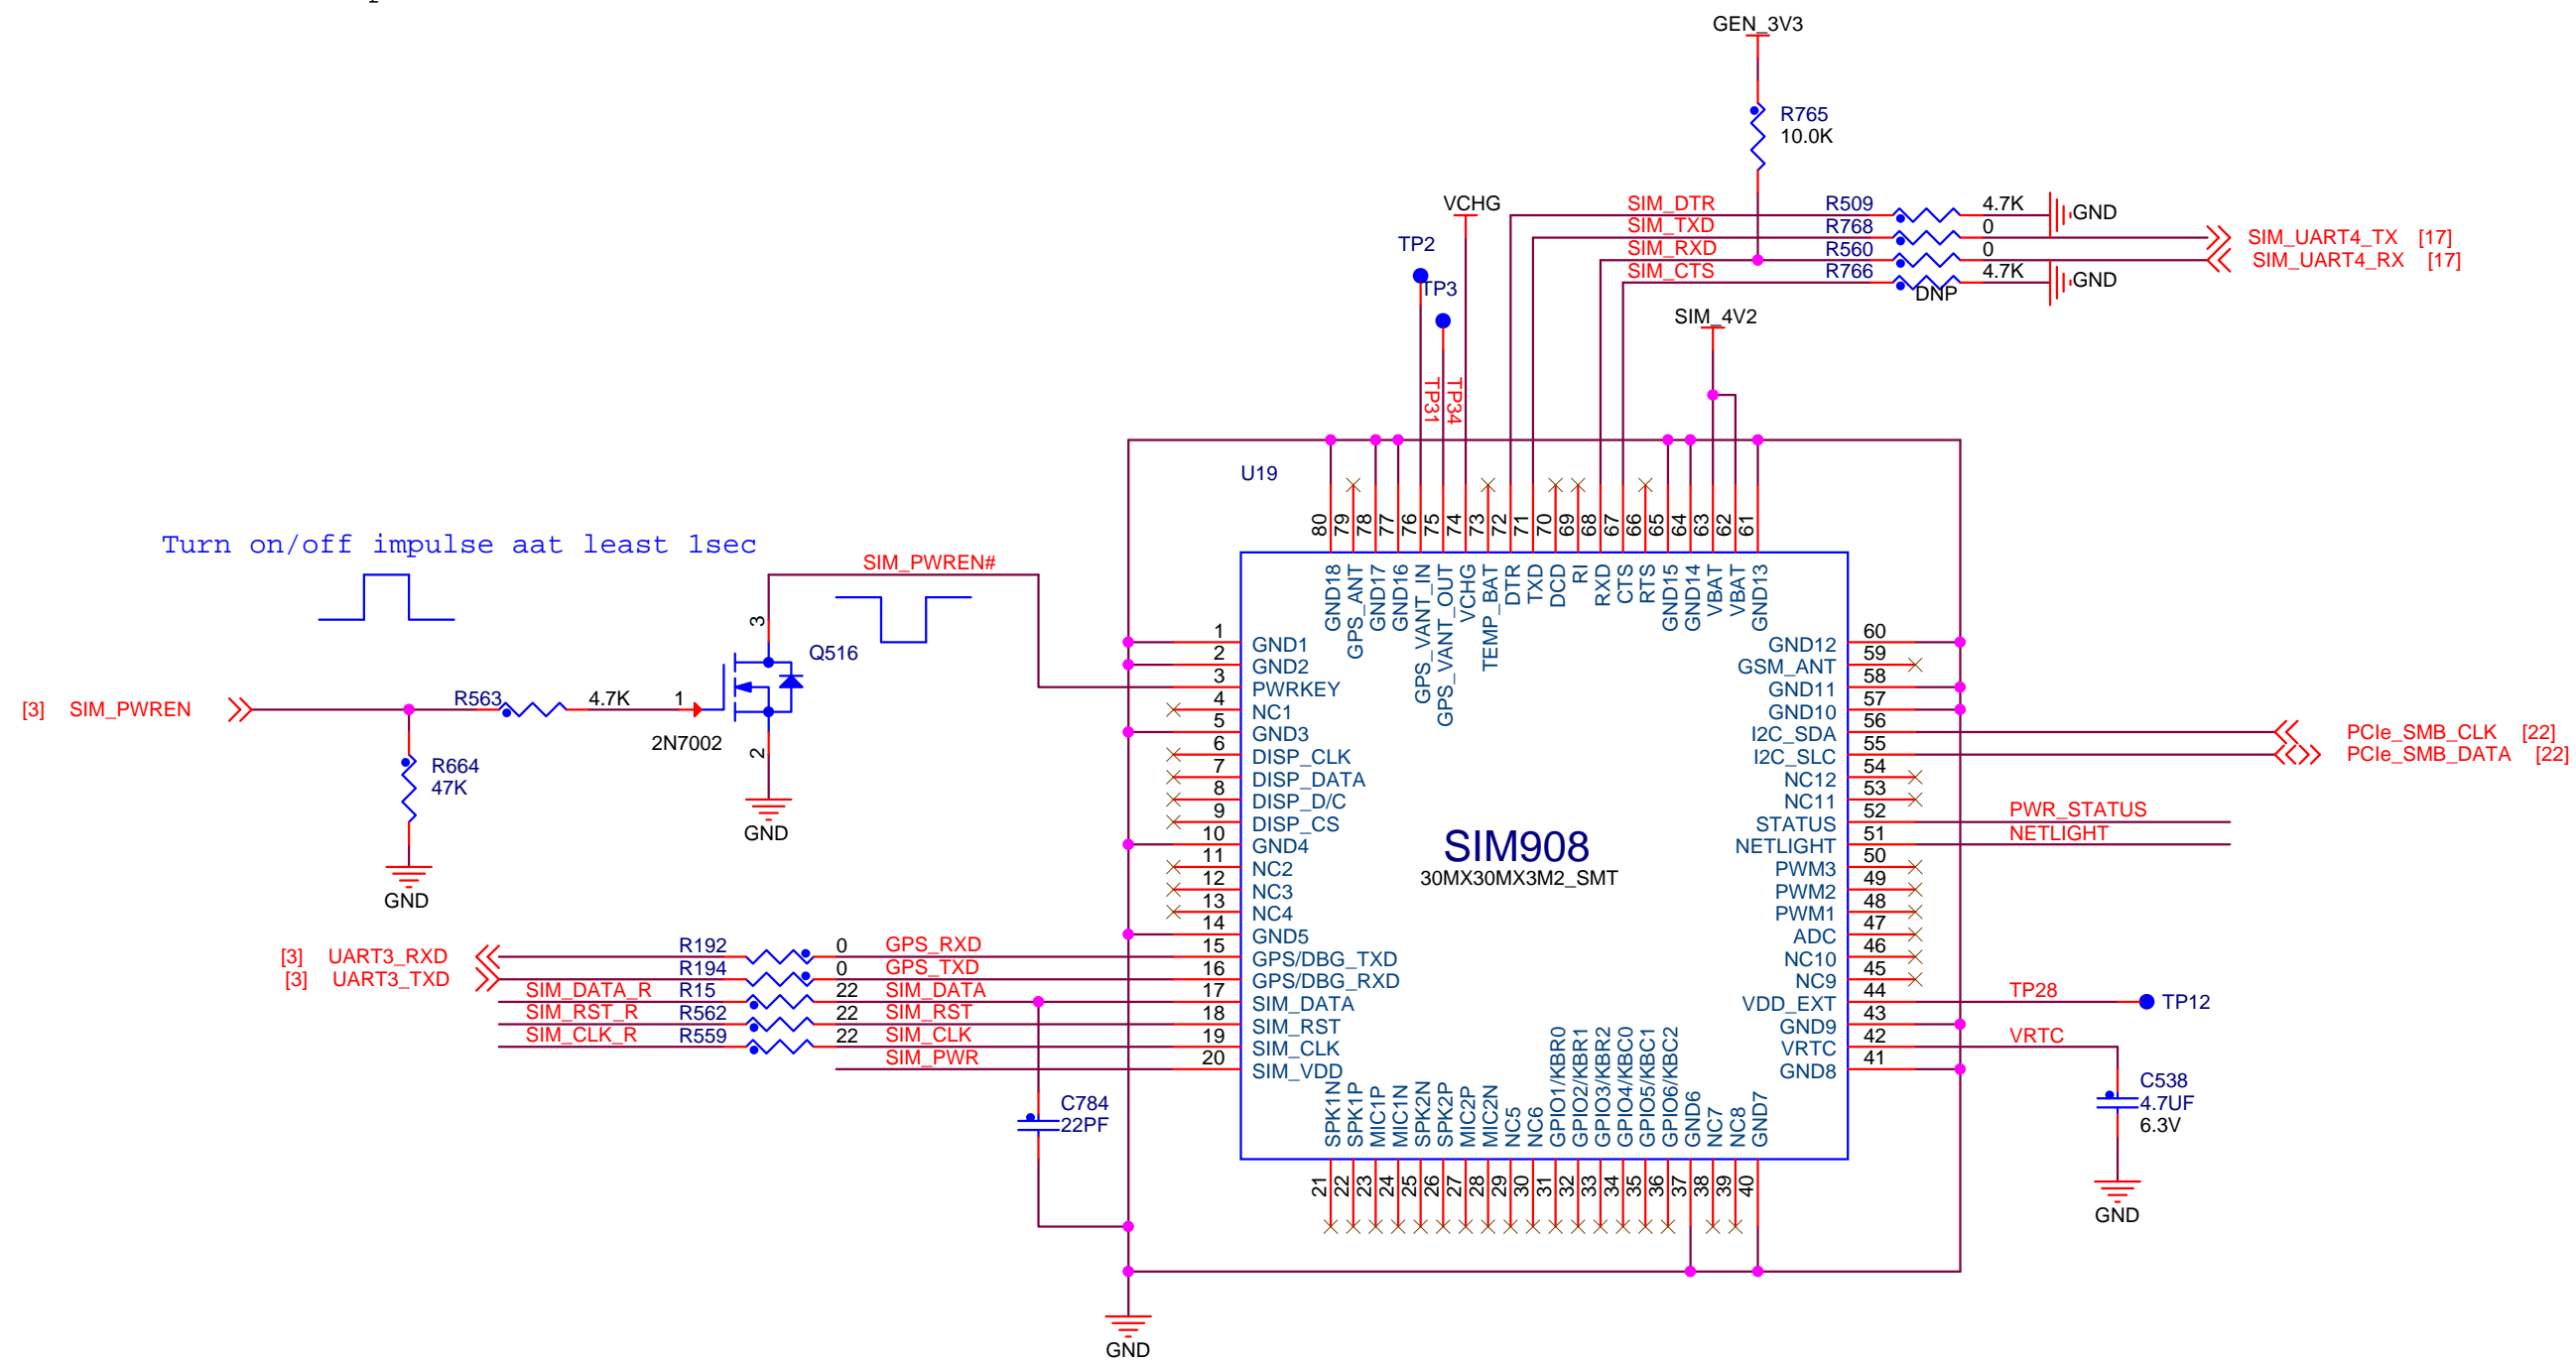 GEN_3V3
R765
10.0K
VCHG
SIM_DTR R509 4.7K GND
SIM_TXD R768 0 SIM_UART4_TX [17]
SIM_RXD R560 0 SIM_UART4_RX [17]
SIM_CTS R766 4.7K GND
DNP
TP2
TP3
TP31
TP34
SIM_4V2
U19
80 79 78 77 76 75 74 73 72 71 70 69 68 67 66 65 64 63 62 61
GND18
GPS_ANT
GND17
GND16
GPS_VANT_IN
GPS_VANT_OUT
VCHG
TEMP_BAT
DTR
TXD
DCD
RI
RXD
CTS
RTS
GND15
GND14
VBAT
VBAT
GND13
Turn on/off impulse aat least 1sec
SIM_PWREN#
3
Q516
[3] SIM_PWREN
R563 4.7K 1
2N7002
2
R664
47K
GND
GND
1 GND1
2 GND2
3 PWRKEY
4 NC1
5 GND3
6 DISP_CLK
7 DISP_DATA
8 DISP_D/C
9 DISP_CS
10 GND4
11 NC2
12 NC3
13 NC4
14 GND5
[3] UART3_RXD R192 0 GPS_RXD 15 GPS/DBG_TXD
[3] UART3_TXD R194 0 GPS_TXD 16 GPS/DBG_RXD
SIM_DATA_R R15 22 SIM_DATA 17 SIM_DATA
SIM_RST_R R562 22 SIM_RST 18 SIM_RST
SIM_CLK_R R559 22 SIM_CLK 19 SIM_CLK
SIM_PWR 20 SIM_VDD
C784
22PF
SIM908
30MX30MX3M2_SMT
GND12 60
GSM_ANT 59
GND11 58
GND10 57
I2C_SDA 56 PCIe_SMB_CLK [22]
I2C_SLC 55 PCIe_SMB_DATA [22]
NC12 54
NC11 53
STATUS 52 PWR_STATUS
NETLIGHT 51 NETLIGHT
PWM3 50
PWM2 49
PWM1 48
ADC 47
NC10 46
NC9 45
VDD_EXT 44 TP28 TP12
GND9 43
VRTC 42 VRTC
GND8 41
C538
4.7UF
6.3V
GND
SPK1N
SPK1P
MIC1P
MIC1N
SPK2N
SPK2P
MIC2P
MIC2N
NC5
NC6
GPIO1/KBR0
GPIO2/KBR1
GPIO3/KBR2
GPIO4/KBC0
GPIO5/KBC1
GPIO6/KBC2
GND6
NC7
NC8
GND7
21 22 23 24 25 26 27 28 29 30 31 32 33 34 35 36 37 38 39 40
GND